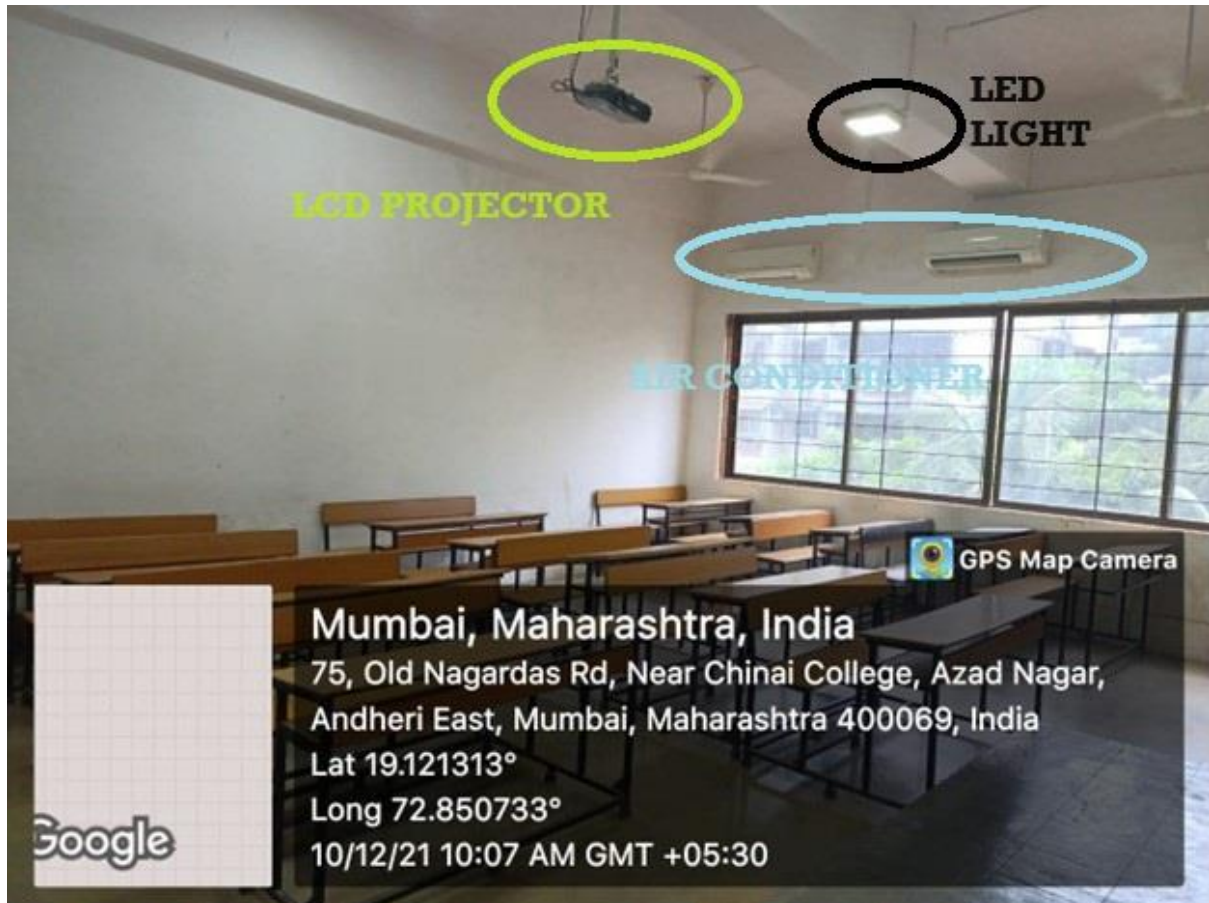 LED
LIGHT
LCD PROJECTOR
AIR CONDITIONER
GPS Map Camera
Mumbai, Maharashtra, India
75, Old Nagardas Rd, Near Chinai College, Azad Nagar,
Andheri East, Mumbai, Maharashtra 400069, India
Lat 19.121313°
Long 72.850733°
10/12/21 10:07 AM GMT +05:30
Google